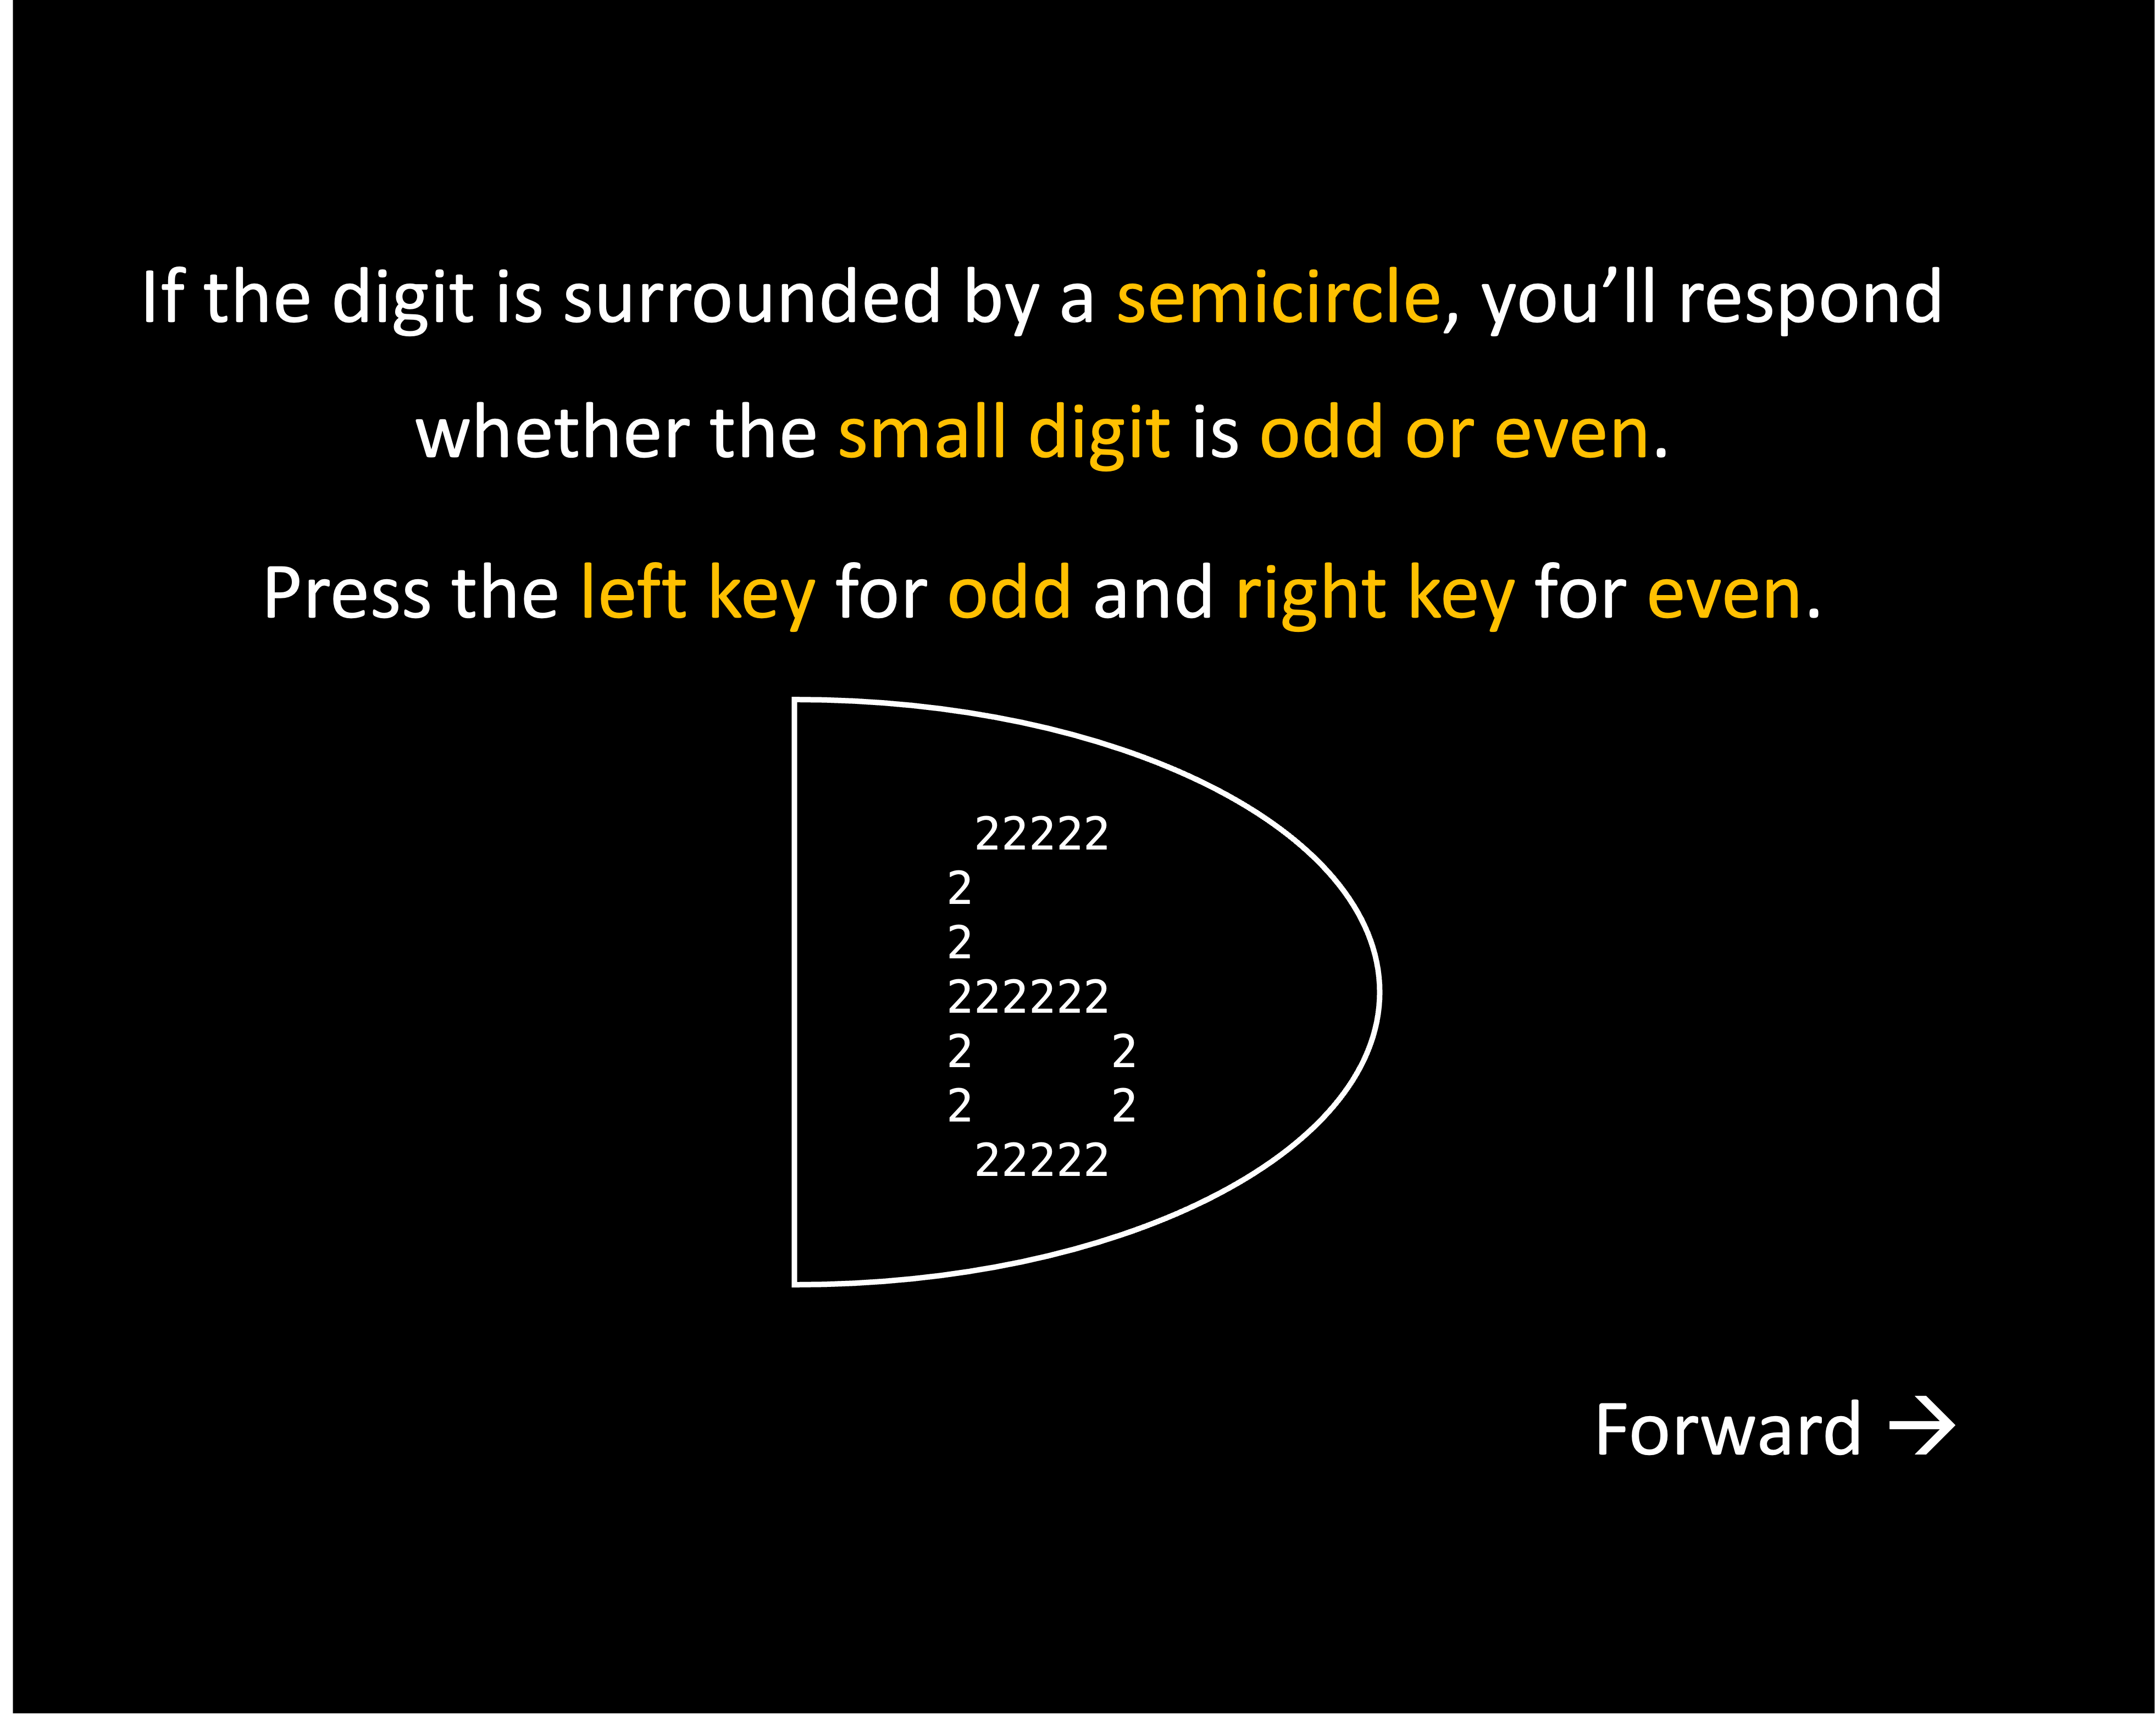 If the digit is surrounded by a semicircle, you’ll respond
whether the small digit is odd or even.
Press the left key for odd and right key for even.
22222
2
2
222222
2 2
2 2
22222
Forward →